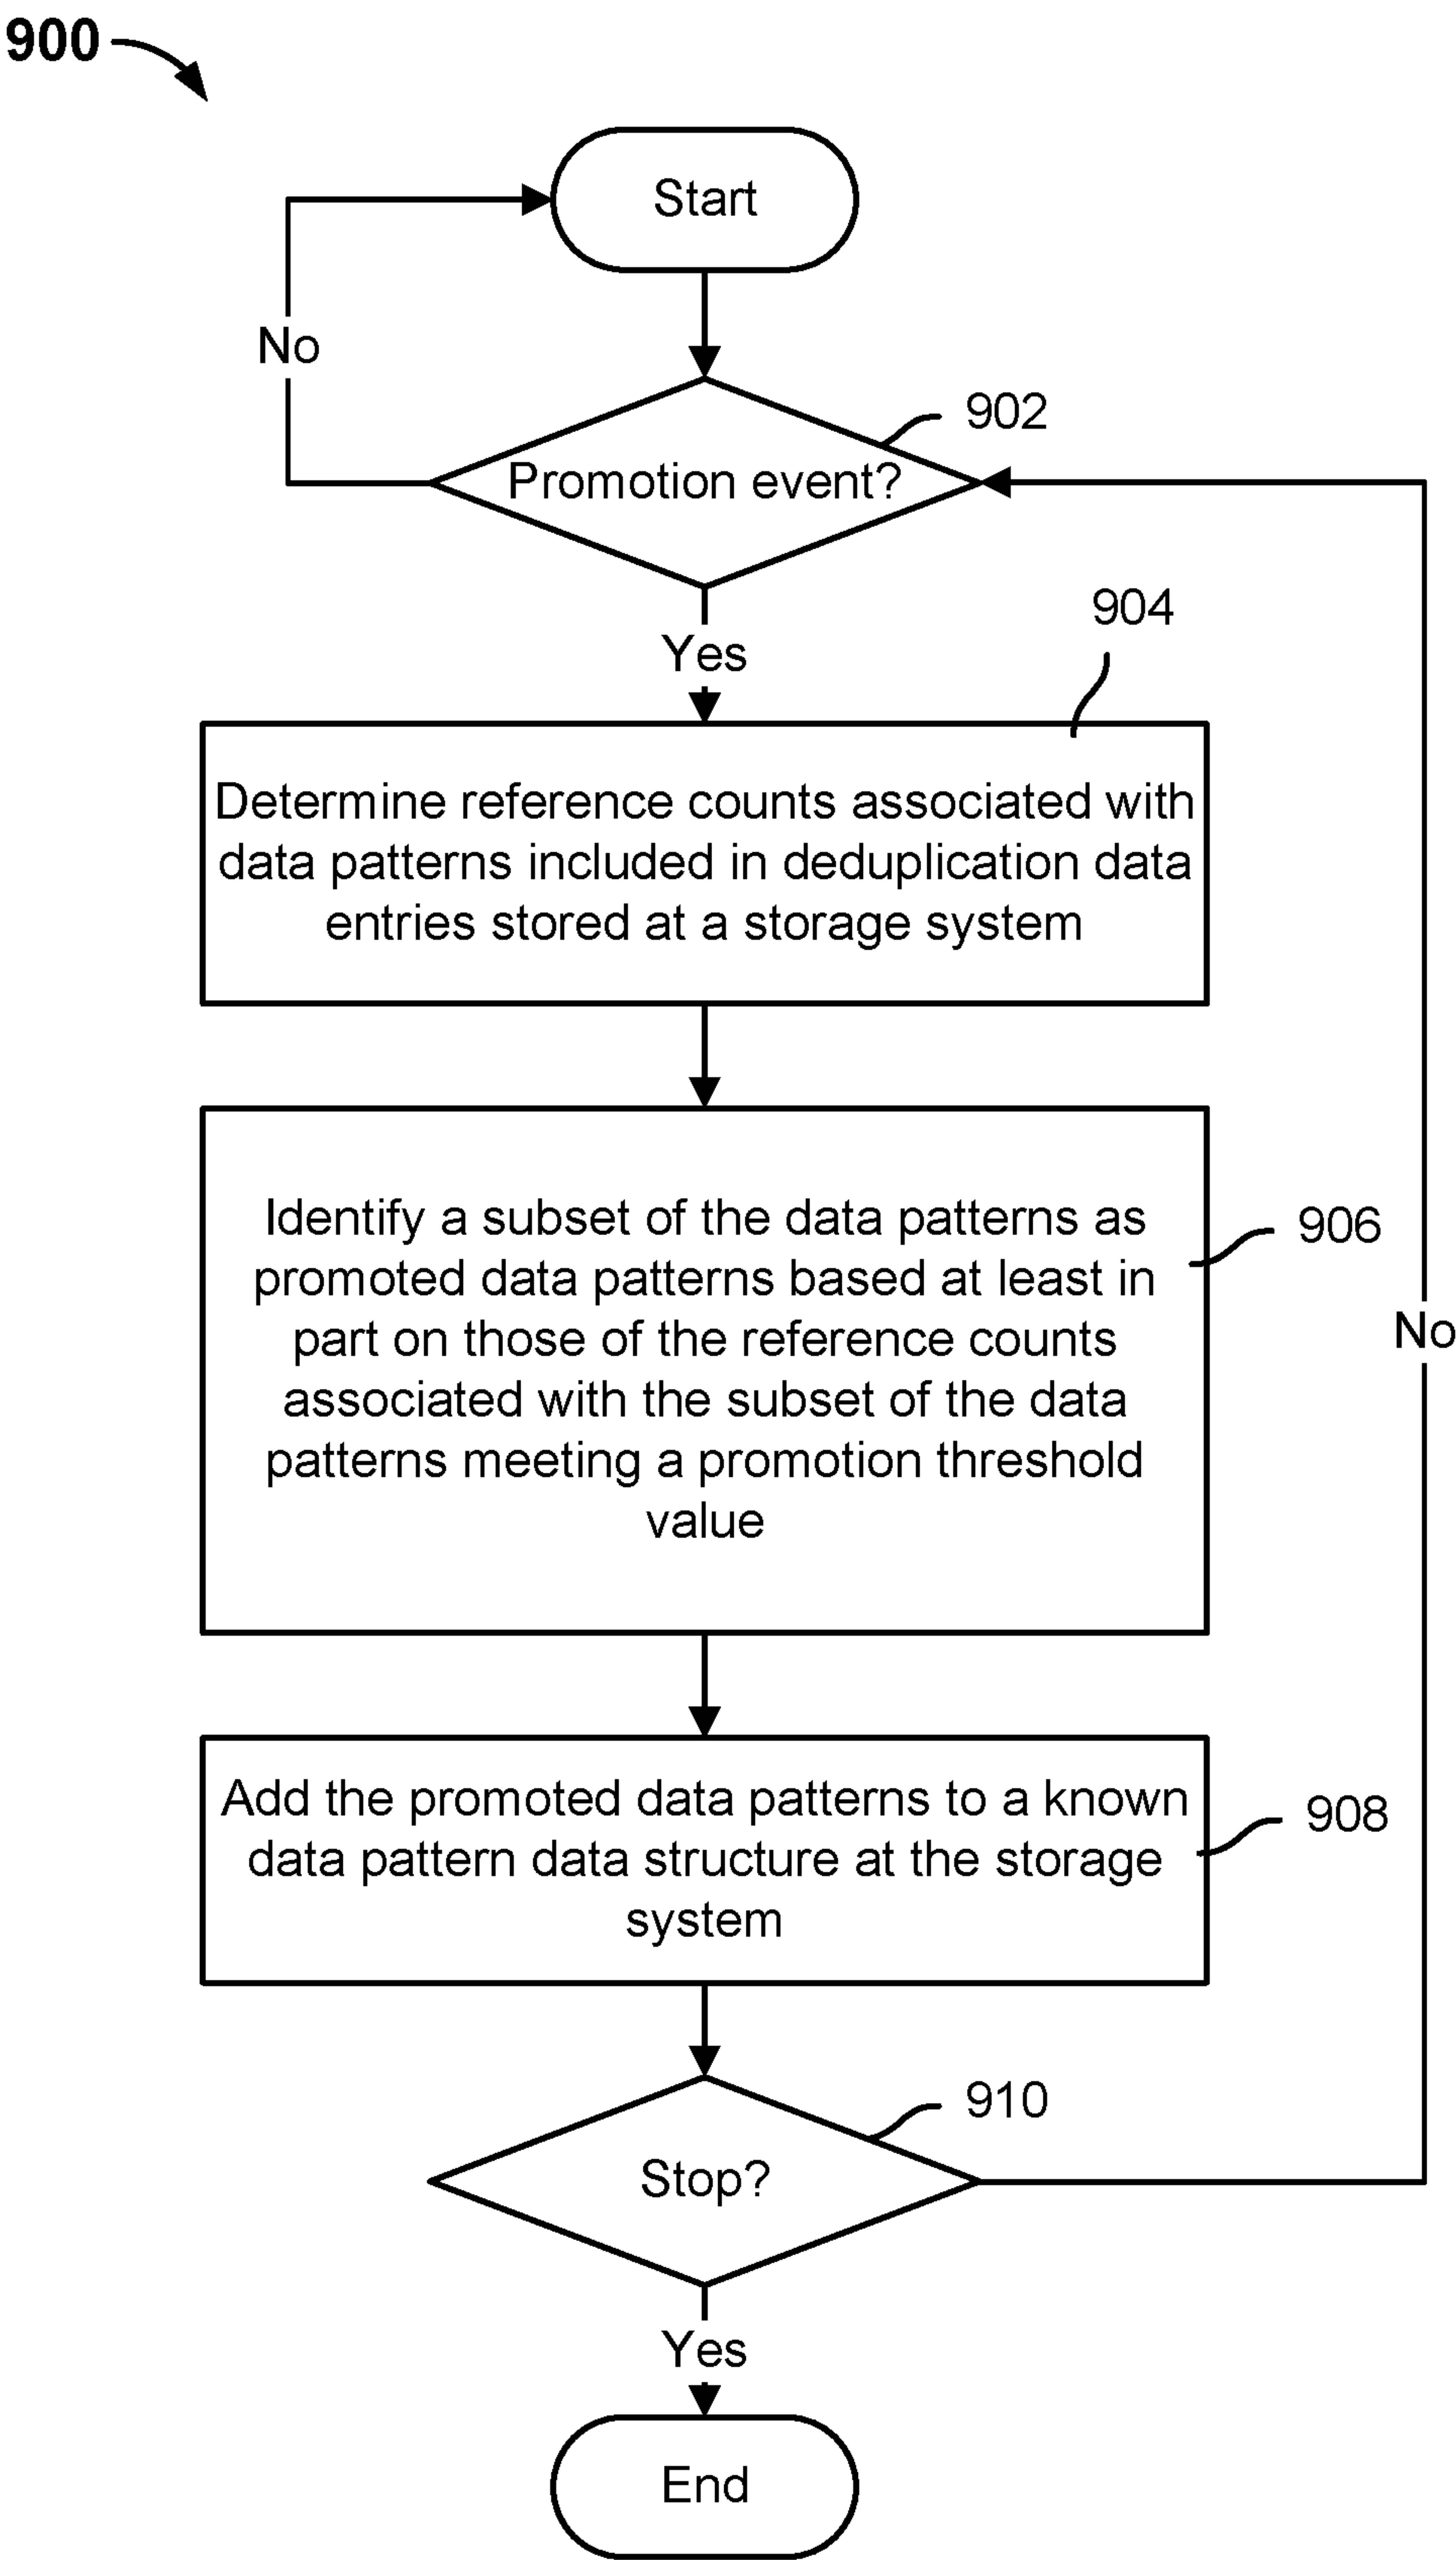 900
Start
No
902
Promotion event?
Yes
904
Determine reference counts associated with
data patterns included in deduplication data
entries stored at a storage system
Identify a subset of the data patterns as
promoted data patterns based at least in
part on those of the reference counts
associated with the subset of the data
patterns meeting a promotion threshold
value
906
No
Add the promoted data patterns to a known
data pattern data structure at the storage
system
908
910
Stop?
Yes
End